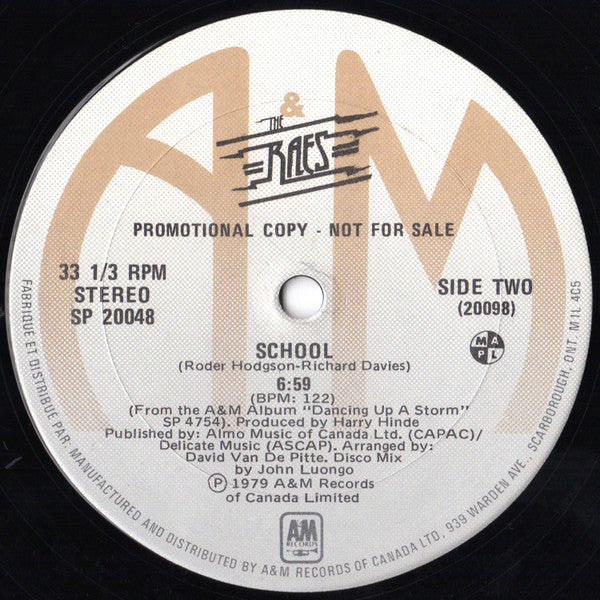 A&M
THE
RAES
PROMOTIONAL COPY - NOT FOR SALE
33 1/3 RPM
STEREO
SP 20048
SIDE TWO
(20098)
M A P L
SCHOOL
(Roder Hodgson-Richard Davies)
6:59
(BPM: 122)
(From the A&M Album "Dancing Up A Storm"
SP 4754). Produced by Harry Hinde
Published by: Almo Music of Canada Ltd. (CAPAC)/
Delicate Music (ASCAP). Arranged by:
David Van De Pitte. Disco Mix
by John Luongo
Ⓟ 1979 A&M Records
of Canada Limited
A&M
RECORDS
FABRIQUÉ ET DISTRIBUÉ PAR: MANUFACTURED AND DISTRIBUTED BY A&M RECORDS OF CANADA LTD., 939 WARDEN AVE., SCARBOROUGH, ONT. M1L 4C5